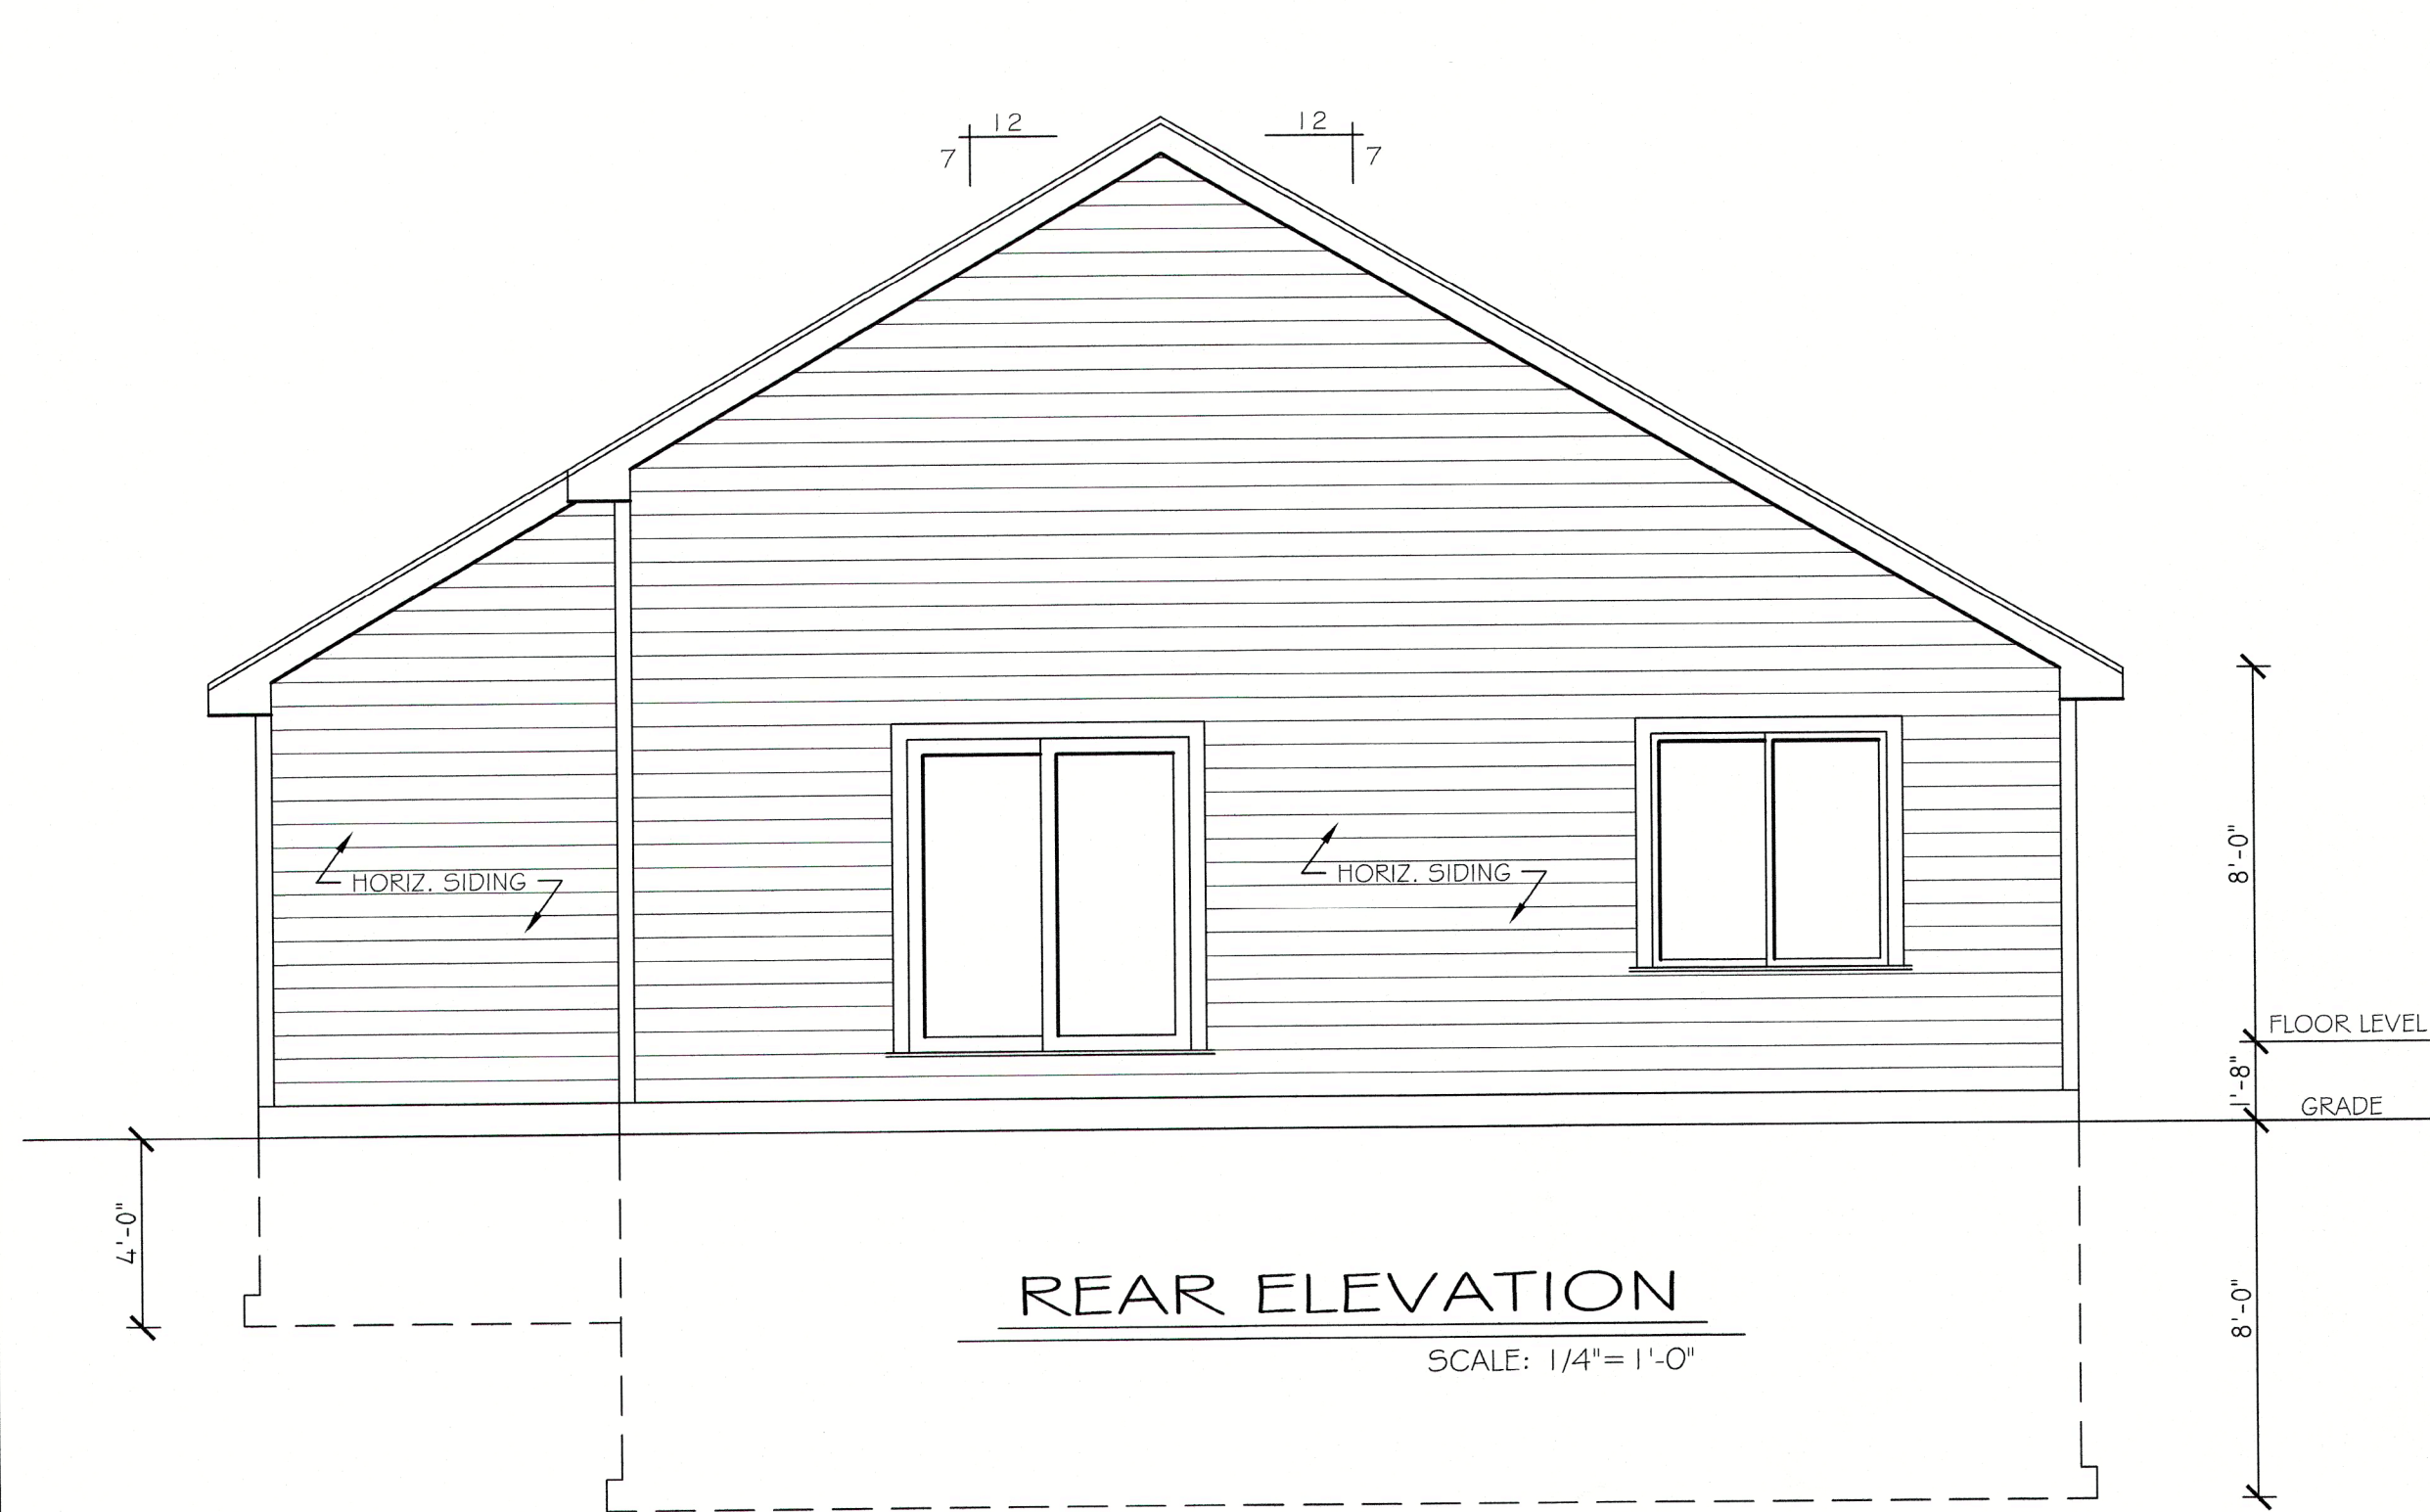 12
7
12
7
8'-0"
HORIZ. SIDING
HORIZ. SIDING
FLOOR LEVEL
1'-8"
GRADE
4'-0"
8'-0"
REAR ELEVATION
SCALE: 1/4"= 1'-0"